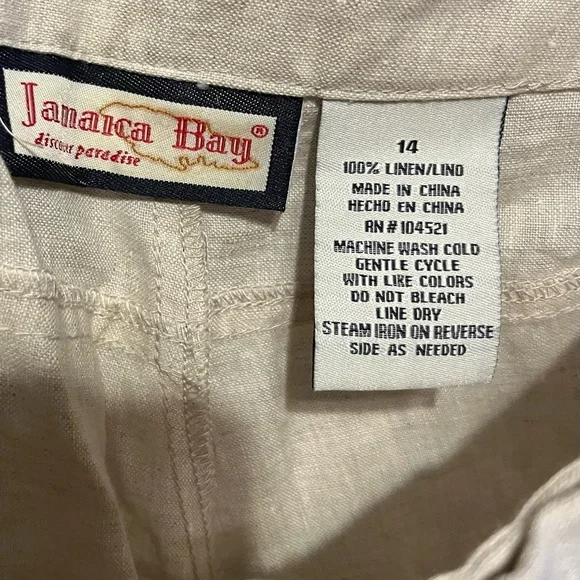 Jamaica Bay®
discover paradise
14
100% LINEN/LINO
MADE IN CHINA
HECHO EN CHINA
RN # 104521
MACHINE WASH COLD
GENTLE CYCLE
WITH LIKE COLORS
DO NOT BLEACH
LINE DRY
STEAM IRON ON REVERSE
SIDE AS NEEDED